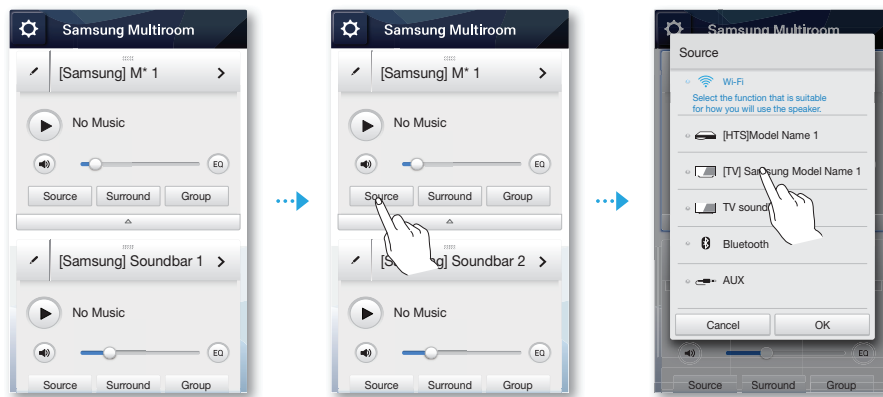 Samsung Multiroom
[Samsung] M* 1
No Music
EQ
Source Surround Group
[Samsung] Soundbar 1
No Music
EQ
Source Surround Group
Samsung Multiroom
[Samsung] M* 1
No Music
EQ
Source Surround Group
[Samsung] Soundbar 2
No Music
EQ
Source Surround Group
Samsung Multiroom
Source
Wi-Fi
Select the function that is suitable
for how you will use the speaker.
[HTS]Model Name 1
[TV] Samsung Model Name 1
TV sound
Bluetooth
AUX
Cancel OK
EQ
Source Surround Group